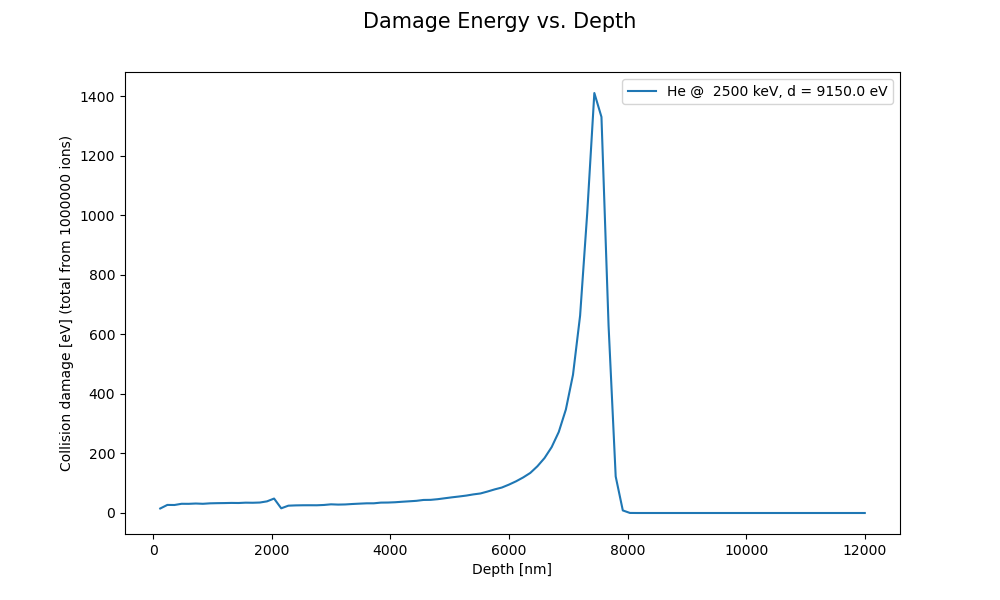 Damage Energy vs. Depth
He @  2500 keV, d = 9150.0 eV
Collision damage [eV] (total from 1000000 ions)
1400
1200
1000
800
600
400
200
0
0 2000 4000 6000 8000 10000 12000
Depth [nm]